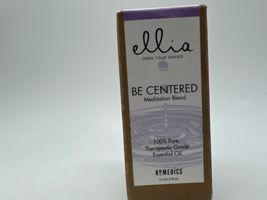 ellia
OPEN YOUR SENSES
BE CENTERED
Meditation Blend
100% Pure,
Therapeutic Grade
Essential Oil
HoMEDICS